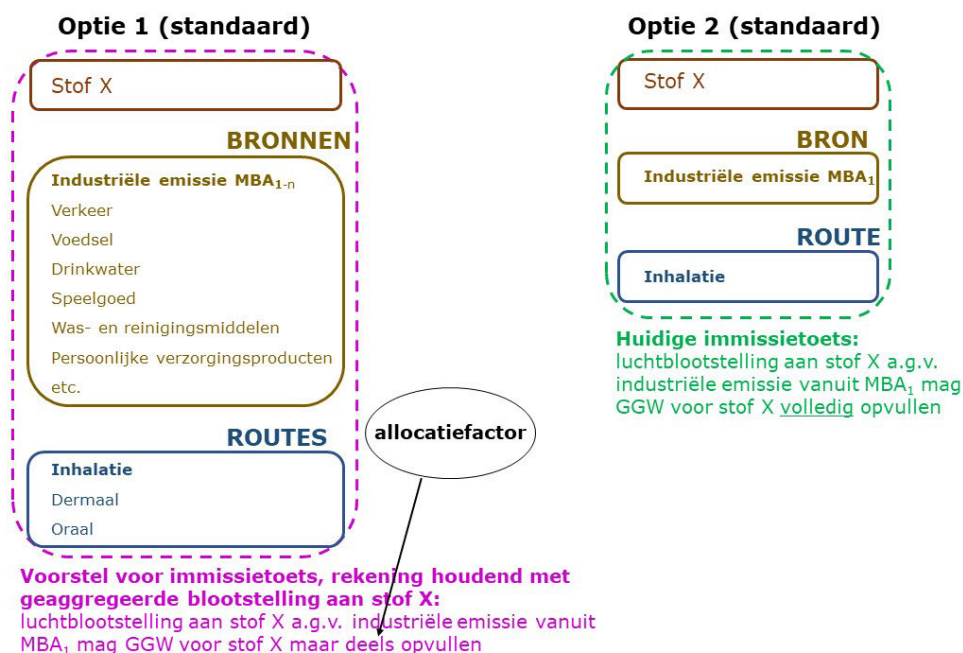 Optie 1 (standaard)
Stof X
BRONNEN
Industriële emissie MBA1-n
Verkeer
Voedsel
Drinkwater
Speelgoed
Was- en reinigingsmiddelen
Persoonlijke verzorgingsproducten
etc.
ROUTES
Inhalatie
Dermaal
Oraal
allocatiefactor
Voorstel voor immissietoets, rekening houdend met
geaggregeerde blootstelling aan stof X:
luchtblootstelling aan stof X a.g.v. industriële emissie vanuit
MBA1 mag GGW voor stof X maar deels opvullen
Optie 2 (standaard)
Stof X
BRON
Industriële emissie MBA1
ROUTE
Inhalatie
Huidige immissietoets:
luchtblootstelling aan stof X a.g.v.
industriële emissie vanuit MBA1 mag
GGW voor stof X volledig opvullen